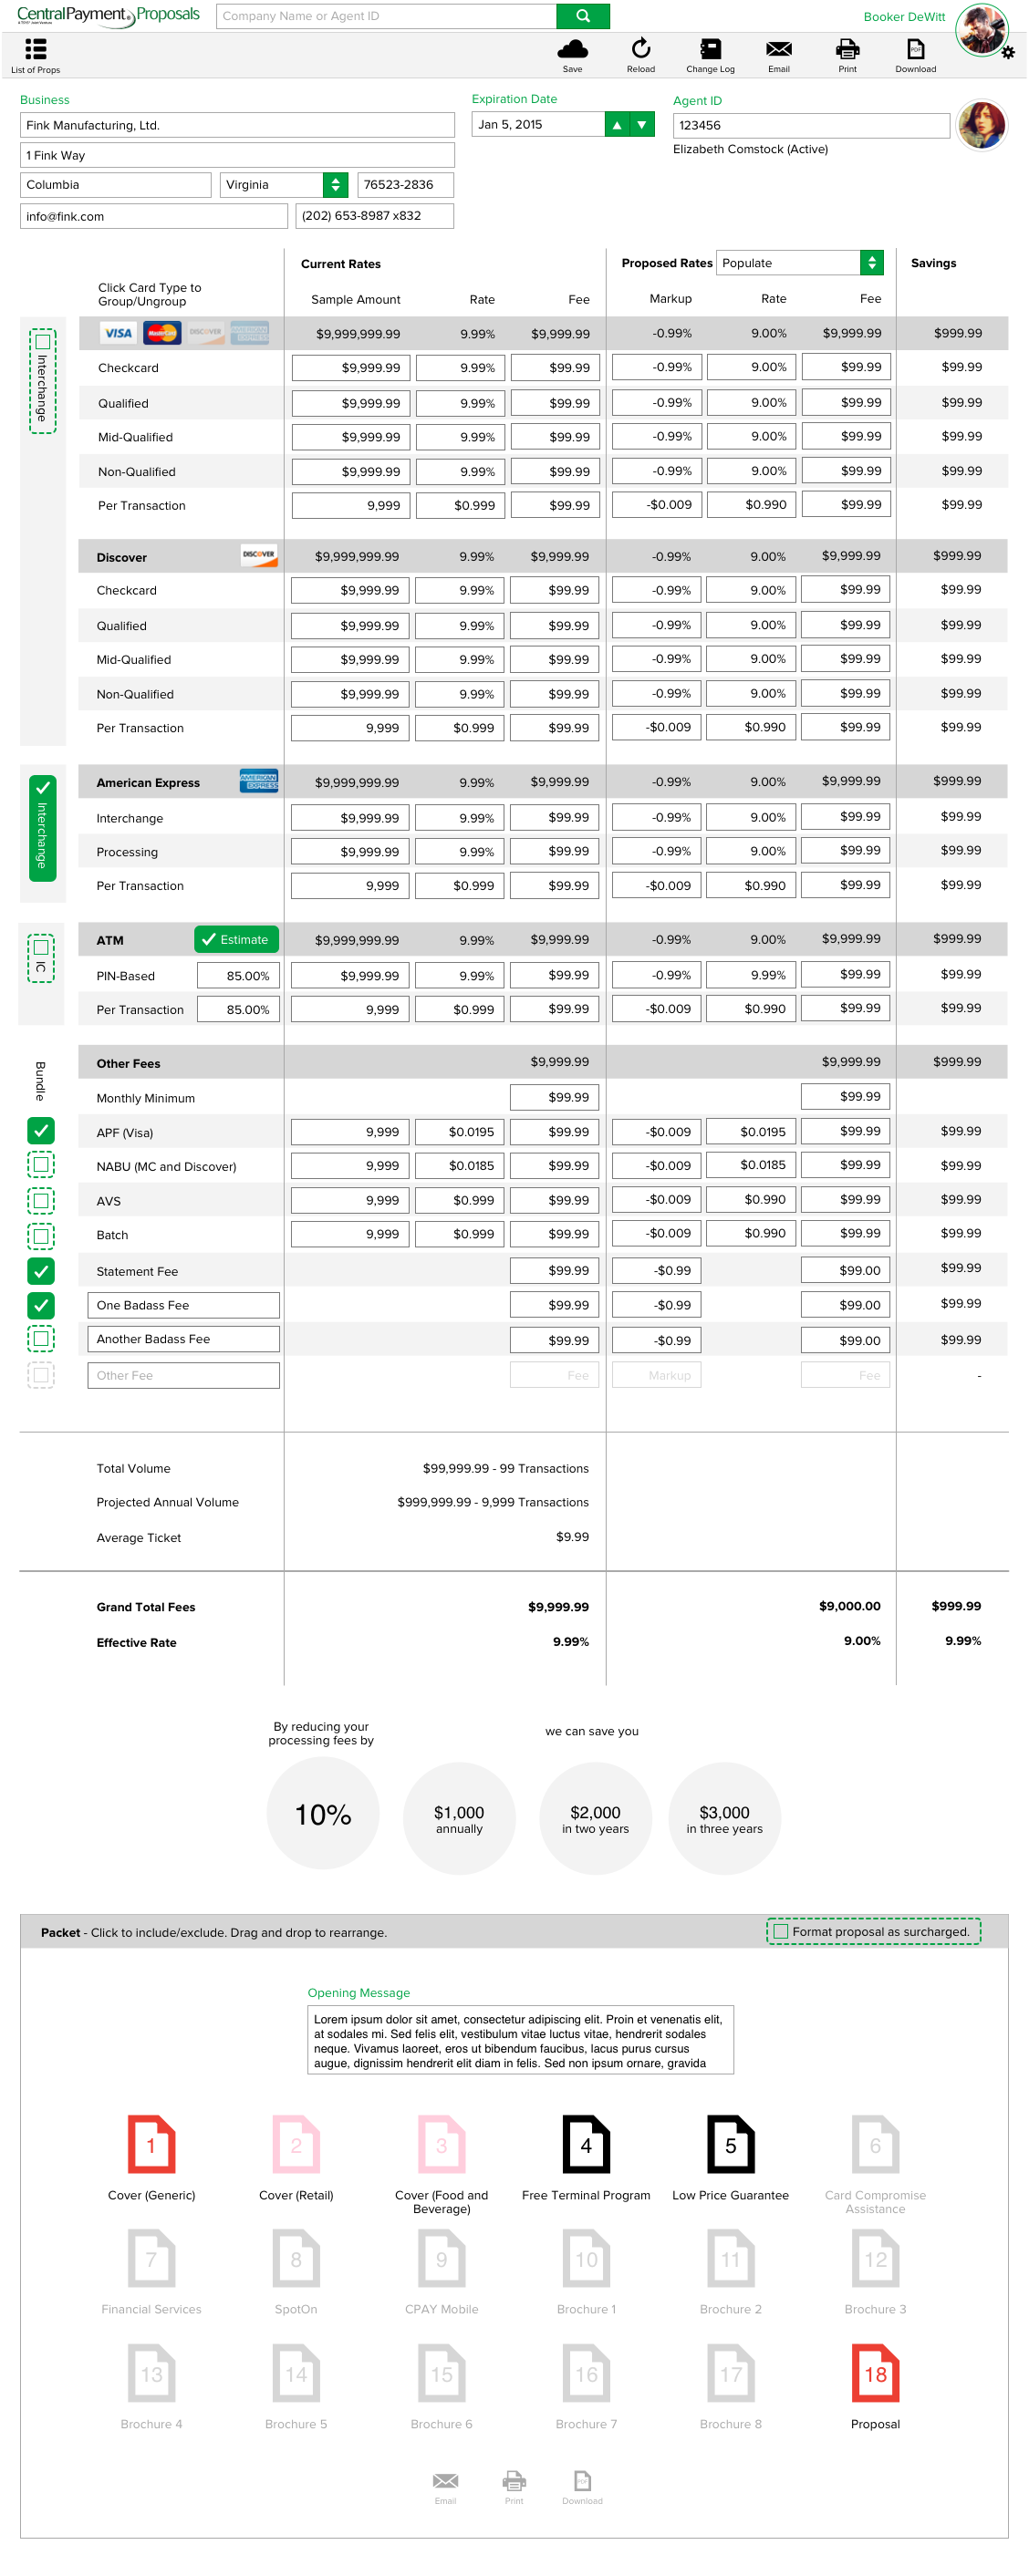 CentralPayment Proposals
Company Name or Agent ID
Booker DeWitt
List of Props
Save
Reload
Change Log
Email
Print
Download
Business
Expiration Date
Agent ID
Fink Manufacturing, Ltd.
Jan 5, 2015
123456
1 Fink Way
Elizabeth Comstock (Active)
Columbia
Virginia
76523-2836
info@fink.com
(202) 653-8987 x832
Current Rates
Proposed Rates
Populate
Savings
Click Card Type to
Group/Ungroup
Sample Amount Rate Fee Markup Rate Fee
Interchange
VISA MasterCard DISCOVER AMERICAN EXPRESS $9,999,999.99 9.99% $9,999.99 -0.99% 9.00% $9,999.99 $999.99
Checkcard $9,999.99 9.99% $99.99 -0.99% 9.00% $99.99 $99.99
Qualified $9,999.99 9.99% $99.99 -0.99% 9.00% $99.99 $99.99
Mid-Qualified $9,999.99 9.99% $99.99 -0.99% 9.00% $99.99 $99.99
Non-Qualified $9,999.99 9.99% $99.99 -0.99% 9.00% $99.99 $99.99
Per Transaction 9,999 $0.999 $99.99 -$0.009 $0.990 $99.99 $99.99
Discover DISCOVER $9,999,999.99 9.99% $9,999.99 -0.99% 9.00% $9,999.99 $999.99
Checkcard $9,999.99 9.99% $99.99 -0.99% 9.00% $99.99 $99.99
Qualified $9,999.99 9.99% $99.99 -0.99% 9.00% $99.99 $99.99
Mid-Qualified $9,999.99 9.99% $99.99 -0.99% 9.00% $99.99 $99.99
Non-Qualified $9,999.99 9.99% $99.99 -0.99% 9.00% $99.99 $99.99
Per Transaction 9,999 $0.999 $99.99 -$0.009 $0.990 $99.99 $99.99
Interchange
American Express AMERICAN EXPRESS $9,999,999.99 9.99% $9,999.99 -0.99% 9.00% $9,999.99 $999.99
Interchange $9,999.99 9.99% $99.99 -0.99% 9.00% $99.99 $99.99
Processing $9,999.99 9.99% $99.99 -0.99% 9.00% $99.99 $99.99
Per Transaction 9,999 $0.999 $99.99 -$0.009 $0.990 $99.99 $99.99
IC
ATM Estimate $9,999,999.99 9.99% $9,999.99 -0.99% 9.00% $9,999.99 $999.99
PIN-Based 85.00% $9,999.99 9.99% $99.99 -0.99% 9.99% $99.99 $99.99
Per Transaction 85.00% 9,999 $0.999 $99.99 -$0.009 $0.990 $99.99 $99.99
Bundle
Other Fees $9,999.99 $9,999.99 $999.99
Monthly Minimum $99.99 $99.99
APF (Visa) 9,999 $0.0195 $99.99 -$0.009 $0.0195 $99.99 $99.99
NABU (MC and Discover) 9,999 $0.0185 $99.99 -$0.009 $0.0185 $99.99 $99.99
AVS 9,999 $0.999 $99.99 -$0.009 $0.990 $99.99 $99.99
Batch 9,999 $0.999 $99.99 -$0.009 $0.990 $99.99 $99.99
Statement Fee $99.99 -$0.99 $99.00 $99.99
One Badass Fee $99.99 -$0.99 $99.00 $99.99
Another Badass Fee $99.99 -$0.99 $99.00 $99.99
Other Fee Fee Markup Fee -
Total Volume $99,999.99 - 99 Transactions
Projected Annual Volume $999,999.99 - 9,999 Transactions
Average Ticket $9.99
Grand Total Fees $9,999.99 $9,000.00 $999.99
Effective Rate 9.99% 9.00% 9.99%
By reducing your
processing fees by
we can save you
10%
$1,000
annually
$2,000
in two years
$3,000
in three years
Packet - Click to include/exclude. Drag and drop to rearrange.
Format proposal as surcharged.
Opening Message
Lorem ipsum dolor sit amet, consectetur adipiscing elit. Proin et venenatis elit,
at sodales mi. Sed felis elit, vestibulum vitae luctus vitae, hendrerit sodales
neque. Vivamus laoreet, eros ut bibendum faucibus, lacus purus cursus
augue, dignissim hendrerit elit diam in felis. Sed non ipsum ornare, gravida
1 2 3 4 5 6
Cover (Generic)
Cover (Retail)
Cover (Food and
Beverage)
Free Terminal Program
Low Price Guarantee
Card Compromise
Assistance
7 8 9 10 11 12
Financial Services
SpotOn
CPAY Mobile
Brochure 1
Brochure 2
Brochure 3
13 14 15 16 17 18
Brochure 4
Brochure 5
Brochure 6
Brochure 7
Brochure 8
Proposal
Email
Print
Download